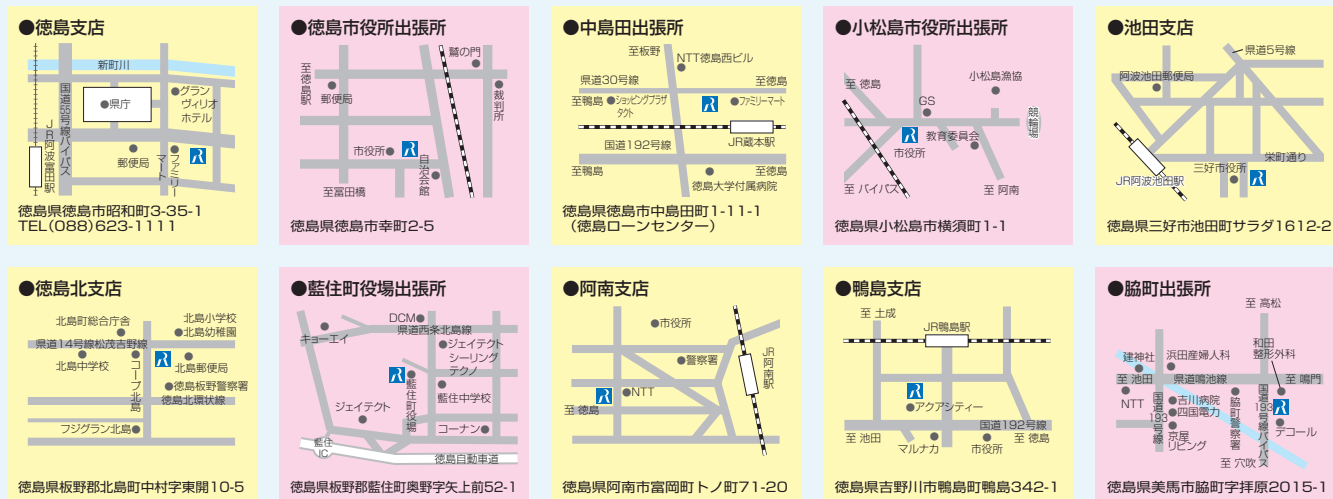 ●徳島支店
新町川
国道55号線バイパス
JR阿波富田駅
●県庁
●グラン
ヴィリオ
ホテル
郵便局
ファミリーマート
徳島県徳島市昭和町3-35-1
TEL(088)623-1111
●徳島市役所出張所
鷲の門
至徳島駅
郵便局
裁判所
市役所●
自治会館
至富田橋
徳島県徳島市幸町2-5
●中島田出張所
至板野
NTT徳島西ビル
県道30号線
至徳島
至鴨島
●ショッピングプラザ
タクト
●ファミリーマート
JR蔵本駅
国道192号線
至鴨島
至徳島
徳島大学付属病院
徳島県徳島市中島田町1-11-1
(徳島ローンセンター)
●小松島市役所出張所
至 徳島
小松島漁協
GS
競輪場
教育委員会
市役所
至 バイパス
至 阿南
徳島県小松島市横須町1-1
●池田支店
県道5号線
阿波池田郵便局
栄町通り
三好市役所
JR阿波池田駅
徳島県三好市池田町サラダ1612-2
●徳島北支店
北島町総合庁舎
北島小学校
北島幼稚園
県道14号線松茂吉野線
北島中学校
コープ北島
北島郵便局
●徳島板野警察署
徳島北環状線
フジグラン北島●
徳島県板野郡北島町中村字東開10-5
●藍住町役場出張所
DCM●
県道西条北島線
キョーエイ
●ジェイテクト
シーリング
テクノ
藍住町役場
藍住中学校
ジェイテクト
コーナン●
藍住
IC
徳島自動車道
徳島県板野郡藍住町奥野字矢上前52-1
●阿南支店
●市役所
●警察署
JR阿南駅
●NTT
至 徳島
徳島県阿南市富岡町トノ町71-20
●鴨島支店
至 土成
JR鴨島駅
●アクアシティー
国道192号線
至 池田
マルナカ
市役所
至 徳島
徳島県吉野川市鴨島町鴨島342-1
●脇町出張所
至 高松
建神社
浜田産婦人科
和田
整形外科
至 池田
県道鳴池線
至 鳴門
NTT
国道193号線
●吉川病院
●四国電力
京屋
リビング
脇町警察署
国道193号線バイパス
デコール
至 穴吹
徳島県美馬市脇町字拝原2015-1